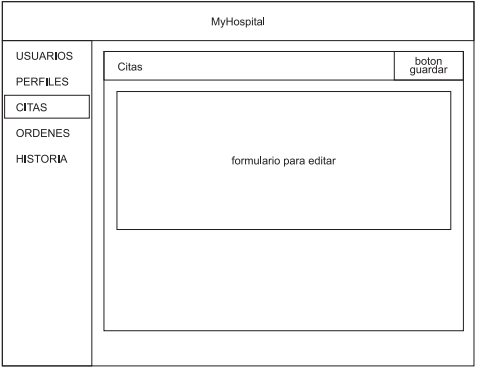 MyHospital
USUARIOS
PERFILES
CITAS
ORDENES
HISTORIA
Citas
boton
guardar
formulario para editar